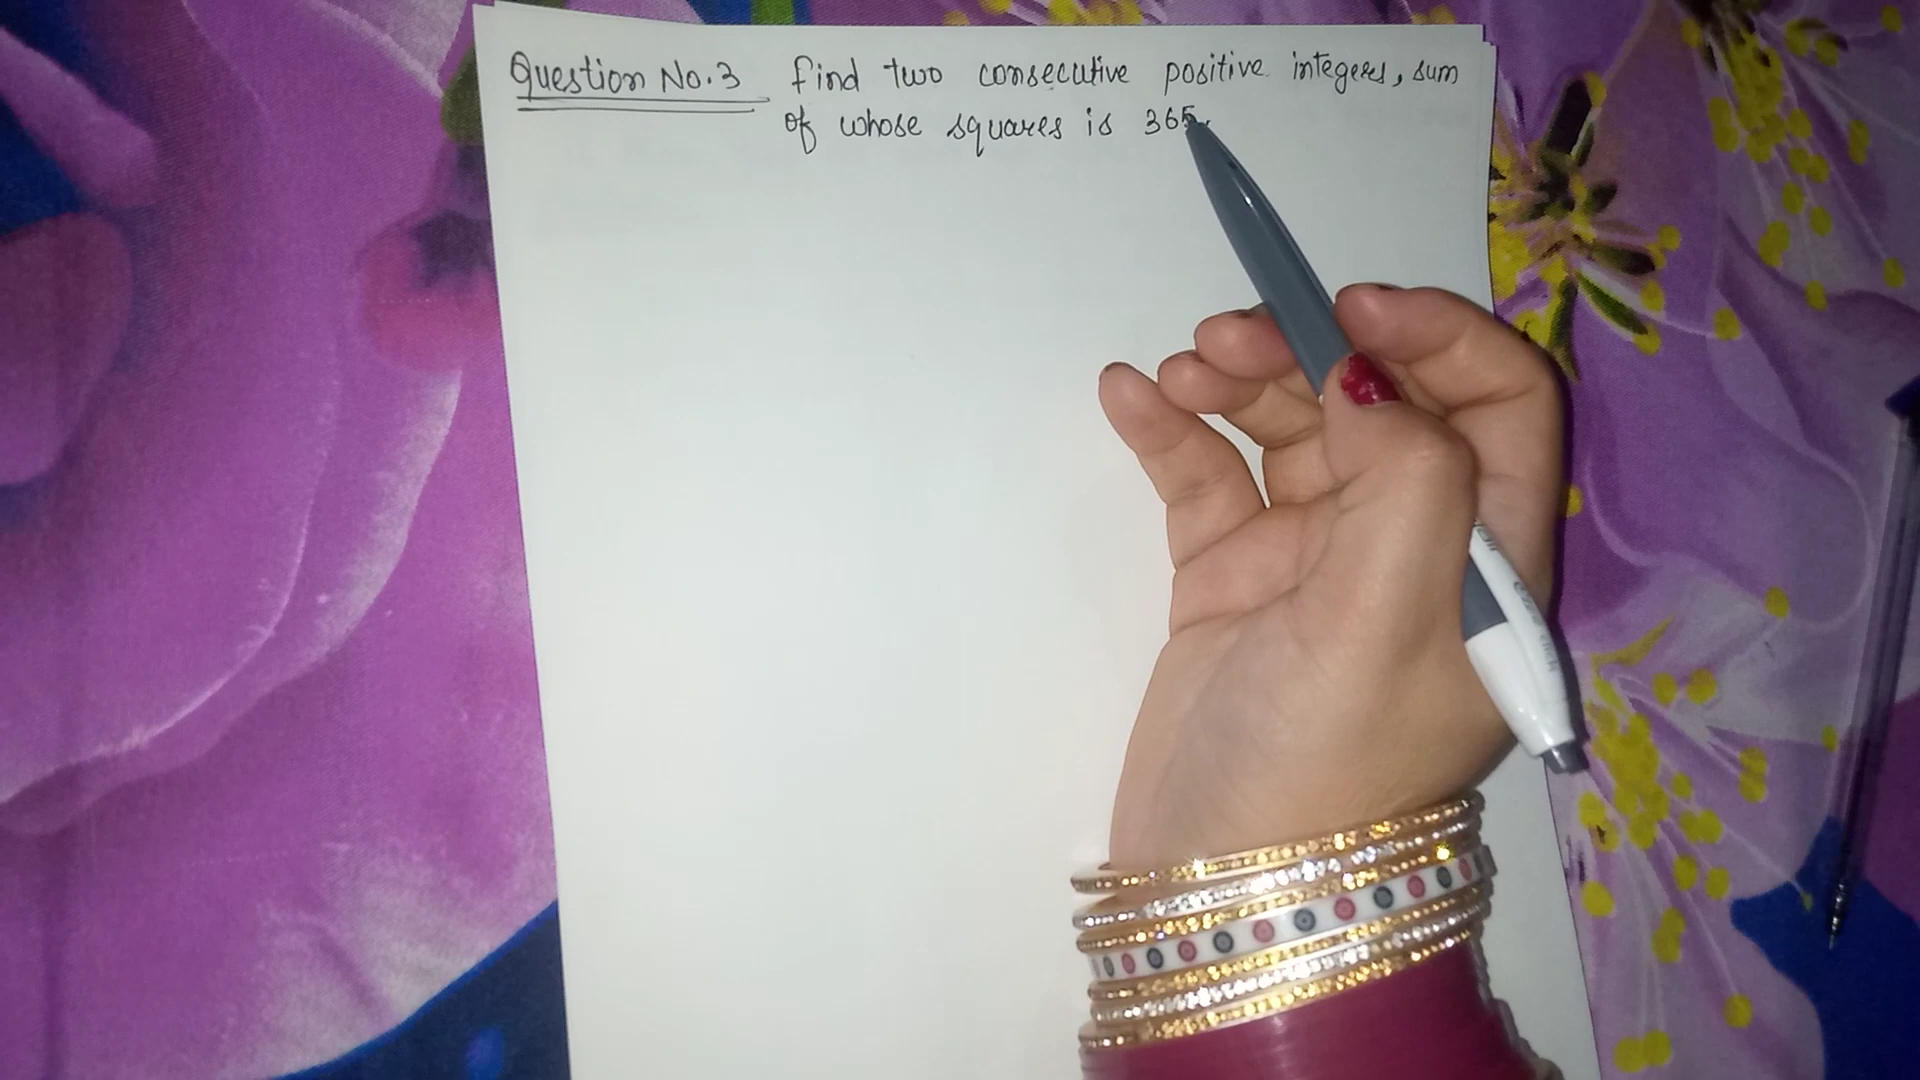 Question No.3 find two consecutive positive integers, sum
of whose squares is 365.